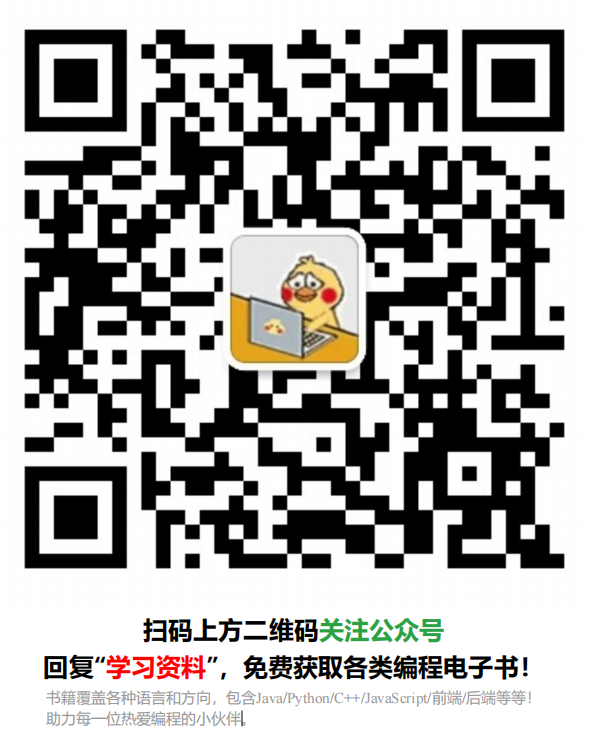 扫码上方二维码关注公众号
回复“学习资料”，免费获取各类编程电子书！
书籍覆盖各种语言和方向，包含Java/Python/C++/JavaScript/前端/后端等等！
助力每一位热爱编程的小伙伴。